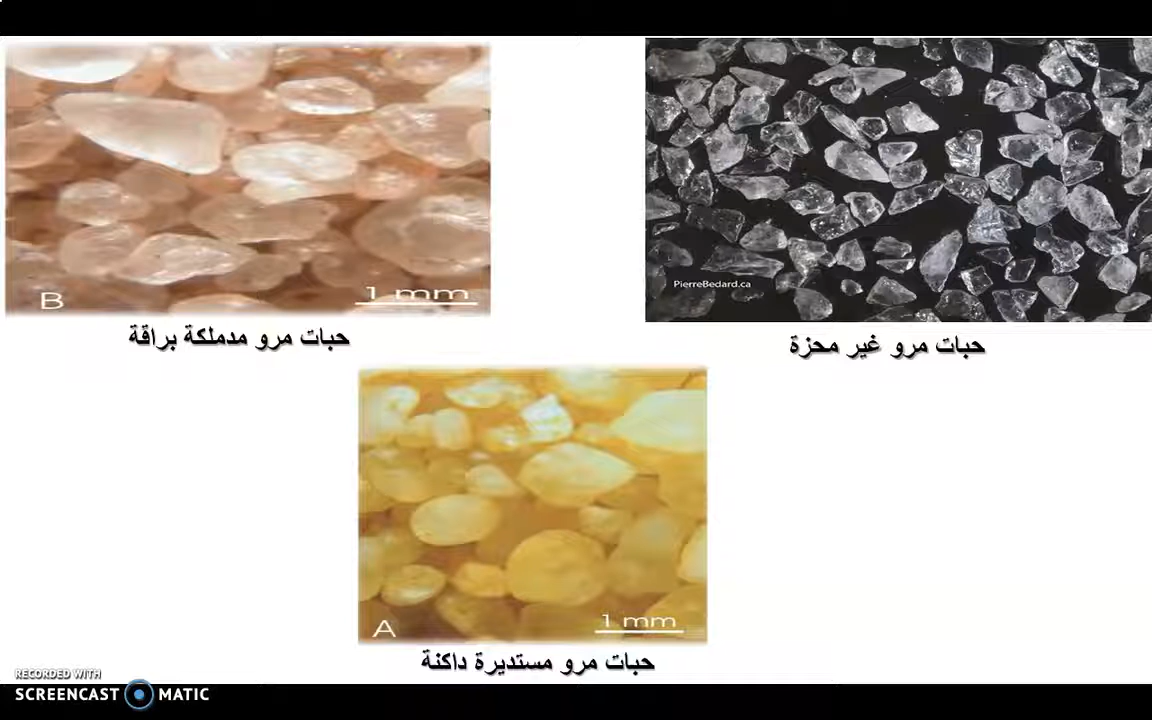 B
1 mm
حبات مرو مدملكة براقة
PierreBedard.ca
حبات مرو غير محزة
A
1 mm
حبات مرو مستديرة داكنة
RECORDED WITH
SCREENCAST MATIC